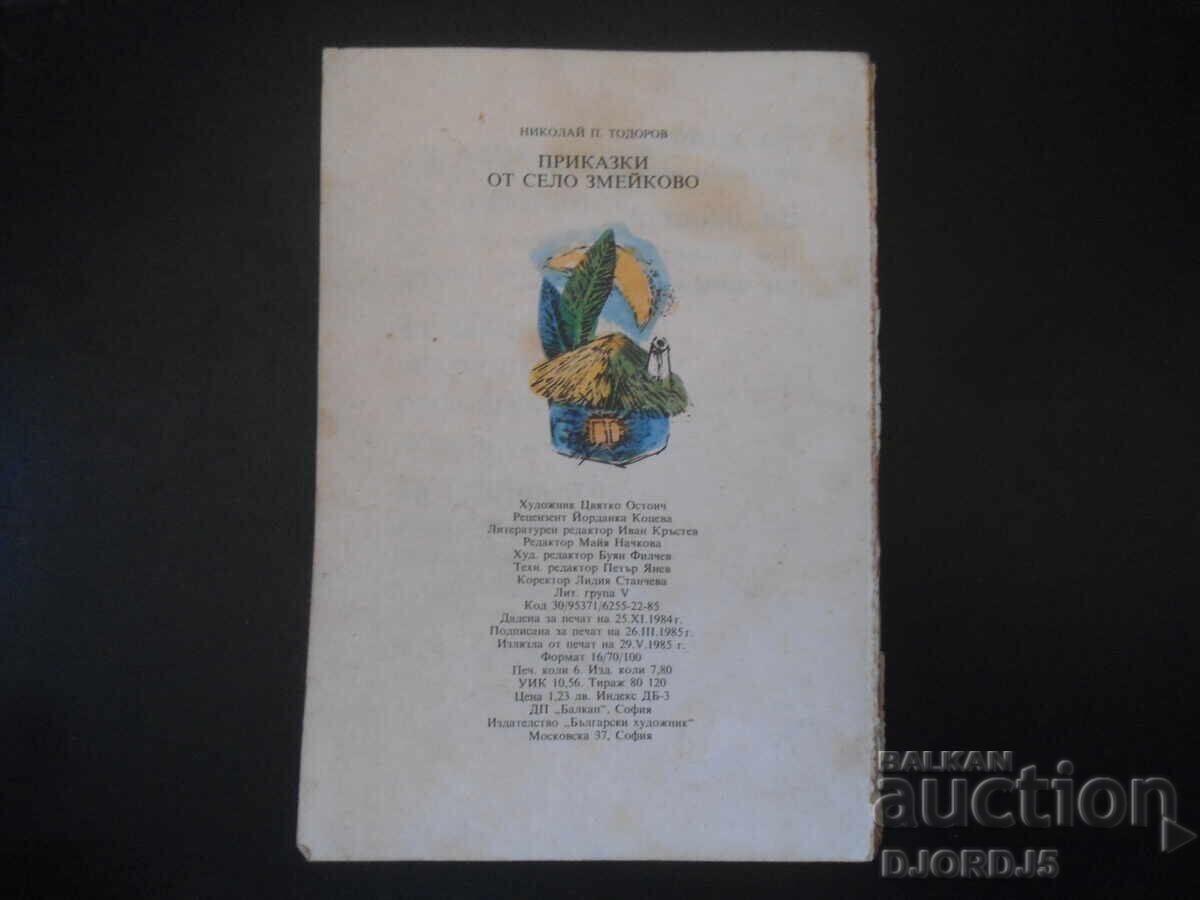 НИКОЛАЙ П. ТОДОРОВ
ПРИКАЗКИ
ОТ СЕЛО ЗМЕЙКОВО
Художник Цвятко Остоич
Рецензент Йорданка Коцева
Литературен редактор Иван Кръстев
Редактор Майя Начкова
Худ. редактор Буян Филчев
Техн. редактор Петър Янев
Коректор Лидия Станчева
Лит. група V
Код 30/95371/6255-22-85
Дадена за печат на 25.XI.1984 г.
Подписана за печат на 26.III.1985 г.
Излязла от печат на 29.V.1985 г.
Формат 16/70/100
Печ. коли 6. Изд. коли 7,80
УИК 10,56. Тираж 80 120
Цена 1,23 лв. Индекс ДБ-3
ДП „Балкан“, София
Издателство „Български художник“
Московска 37, София
BALKAN
auction
DJORDJ5